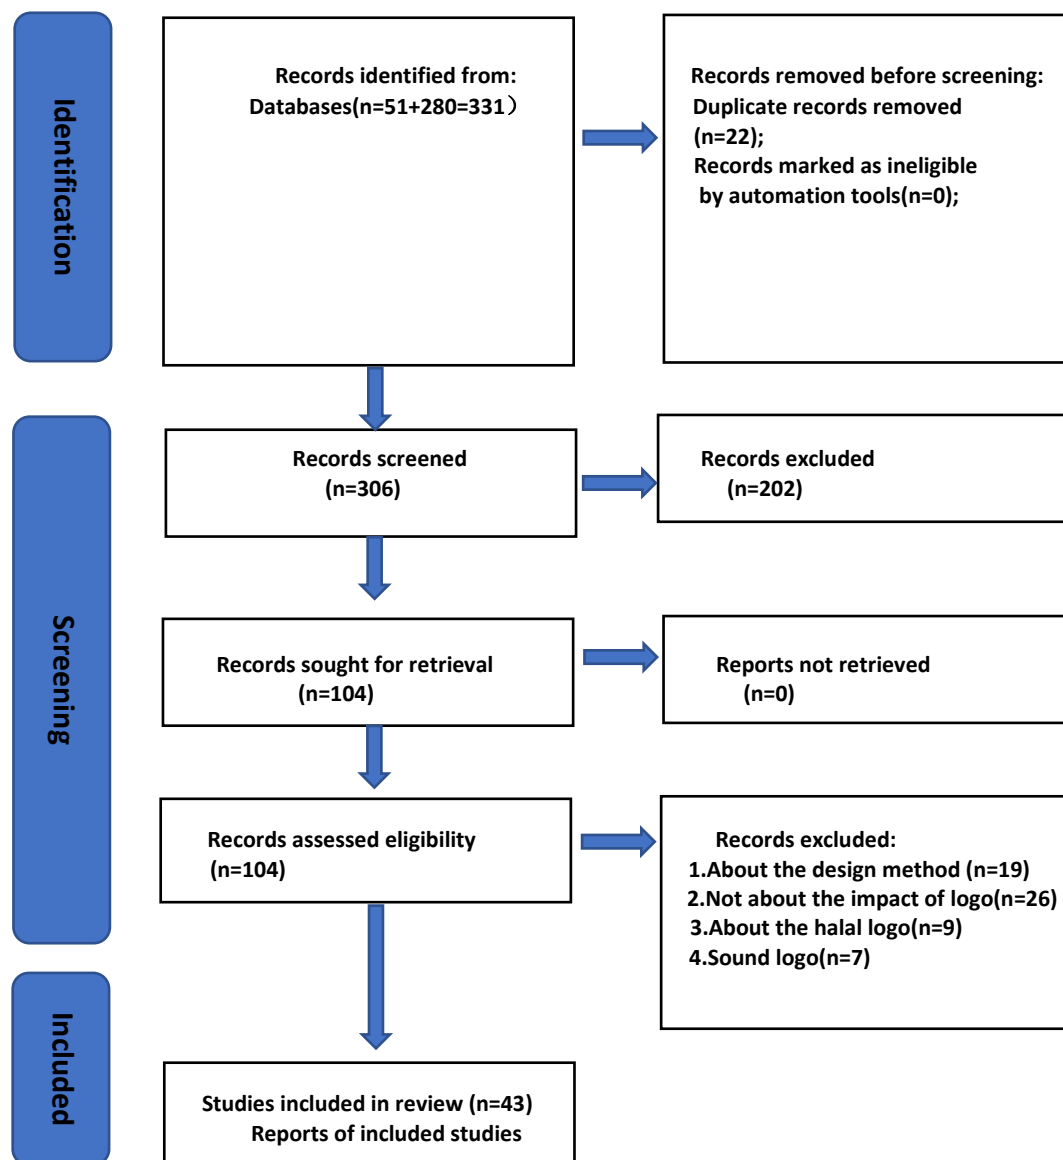 Identification
Records identified from:
Databases(n=51+280=331）
Records removed before screening:
Duplicate records removed
(n=22);
Records marked as ineligible
by automation tools(n=0);
Screening
Records screened
(n=306)
Records excluded
(n=202)
Records sought for retrieval
(n=104)
Reports not retrieved
(n=0)
Records assessed eligibility
(n=104)
Records excluded:
1.About the design method (n=19)
2.Not about the impact of logo(n=26)
3.About the halal logo(n=9)
4.Sound logo(n=7)
Included
Studies included in review (n=43)
Reports of included studies